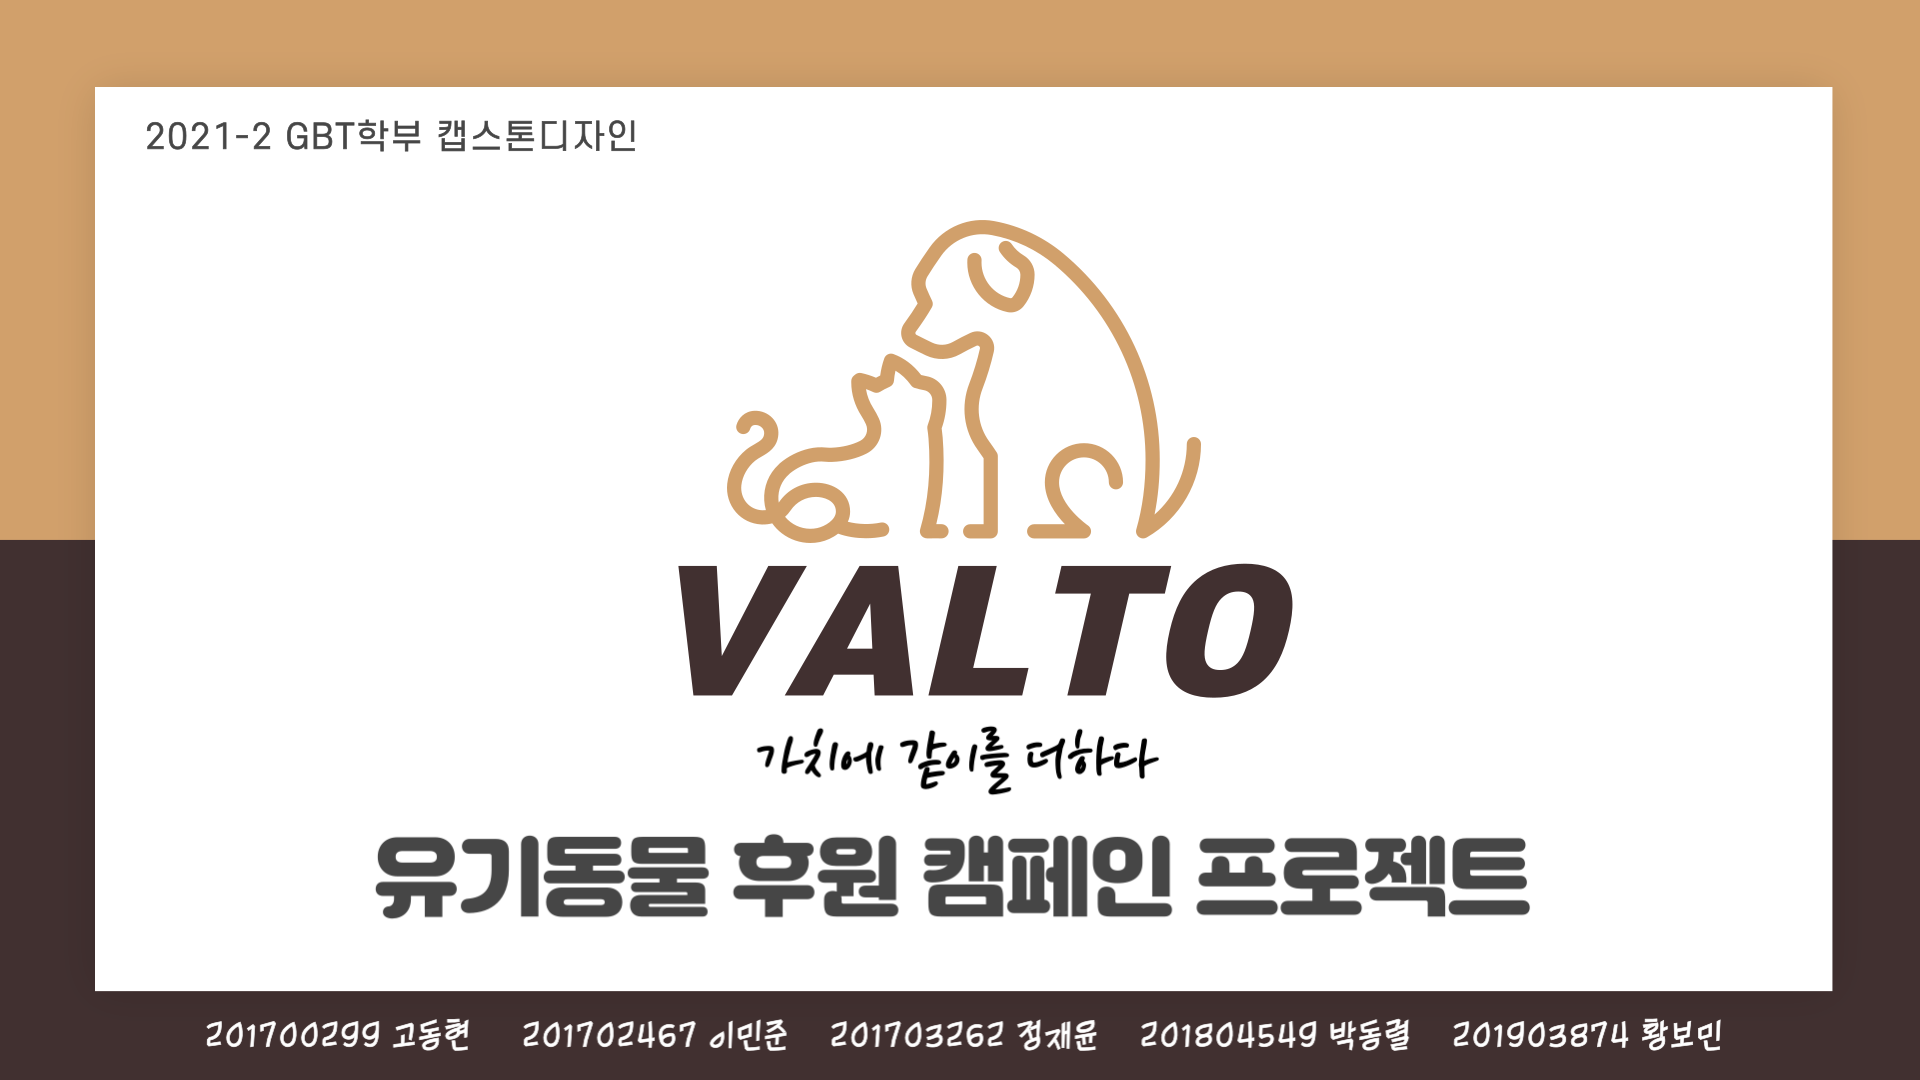 2021-2 GBT학부 캡스톤디자인
VALTO
가치에 같이를 더하다
유기동물 후원 캠페인 프로젝트
201700299 고동현 201702467 이민준 201703262 정재윤 201804549 박동렬 201903874 황보민